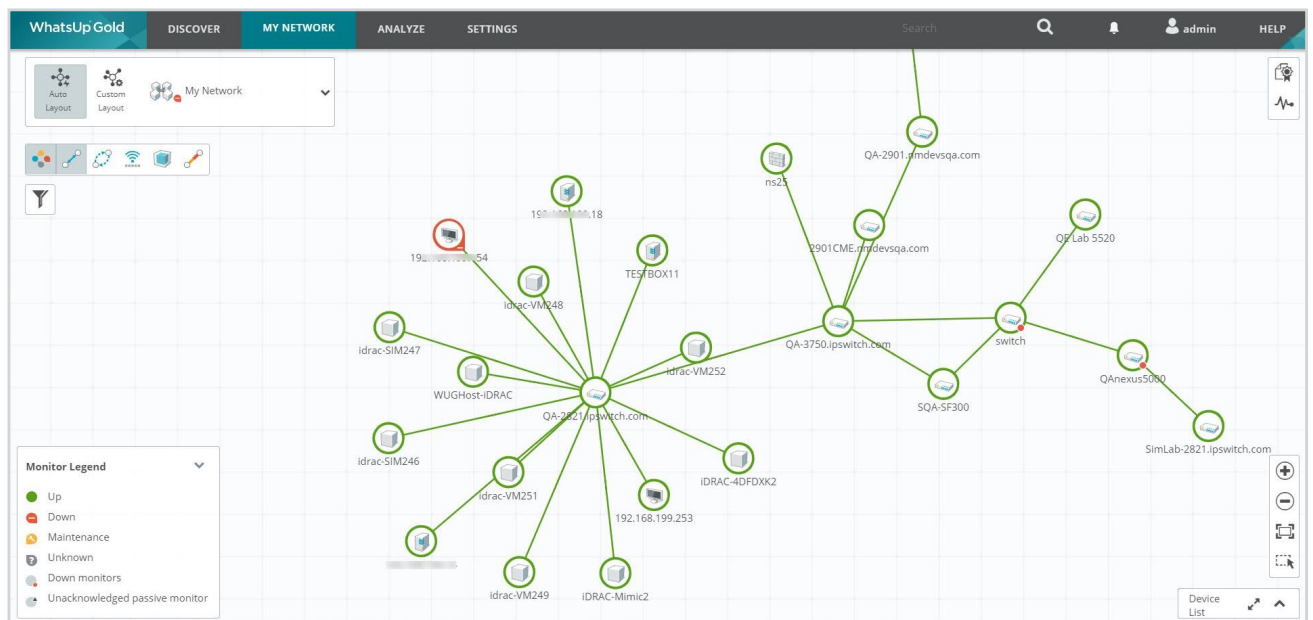 WhatsUp Gold DISCOVER MY NETWORK ANALYZE SETTINGS Search admin HELP
Auto Layout
Custom Layout
My Network
QA-2901.nmdevsqa.com
ns25
.18
54
2901CME.nmdevsqa.com
QE Lab 5520
TESTBOX11
idrac-VM248
idrac-SIM247
QA-3750.ipswitch.com
switch
idrac-VM252
QAnexus5000
WUGHost-iDRAC
SQA-SF300
QA-2821.ipswitch.com
SimLab-2821.ipswitch.com
idrac-SIM246
iDRAC-4DFDXK2
idrac-VM251
192.168.199.253
idrac-VM249
iDRAC-Mimic2
Monitor Legend
Up
Down
Maintenance
Unknown
Down monitors
Unacknowledged passive monitor
Device
List